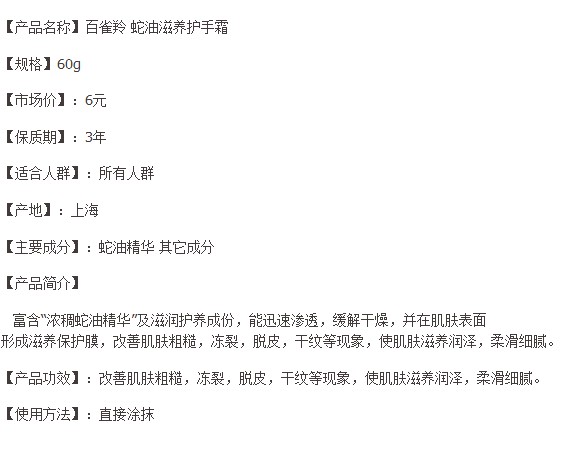 【产品名称】百雀羚 蛇油滋养护手霜
【规格】60g
【市场价】：6元
【保质期】：3年
【适合人群】：所有人群
【产地】：上海
【主要成分】：蛇油精华 其它成分
【产品简介】
富含“浓稠蛇油精华”及滋润护养成份，能迅速渗透，缓解干燥，并在肌肤表面
形成滋养保护膜，改善肌肤粗糙，冻裂，脱皮，干纹等现象，使肌肤滋养润泽，柔滑细腻。
【产品功效】：改善肌肤粗糙，冻裂，脱皮，干纹等现象，使肌肤滋养润泽，柔滑细腻。
【使用方法】：直接涂抹